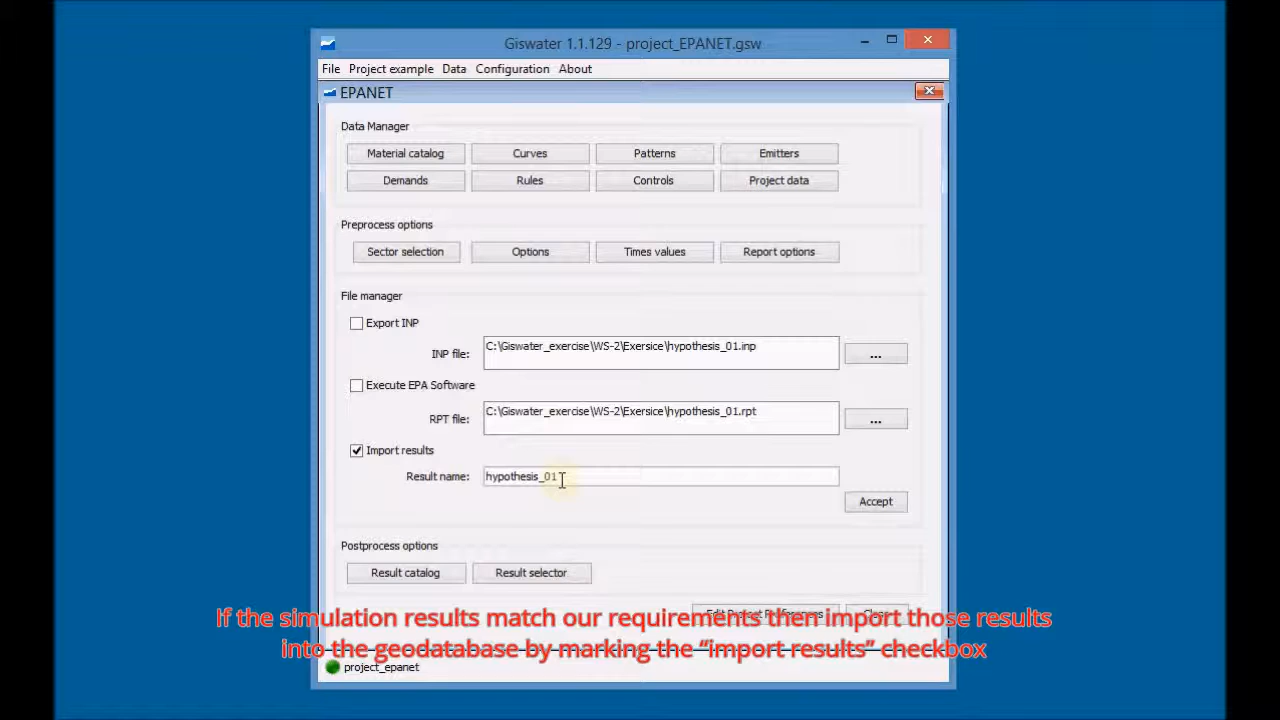 Giswater 1.1.129 - project_EPANET.gsw
File Project example Data Configuration About
EPANET
Data Manager
Material catalog Curves Patterns Emitters
Demands Rules Controls Project data
Preprocess options
Sector selection Options Times values Report options
File manager
Export INP
INP file: C:\Giswater_exercise\WS-2\Exersice\hypothesis_01.inp ...
Execute EPA Software
RPT file: C:\Giswater_exercise\WS-2\Exersice\hypothesis_01.rpt ...
Import results
Result name: hypothesis_01
Accept
Postprocess options
Result catalog Result selector
Edit Project Preferences Close
If the simulation results match our requirements then import those results
into the geodatabase by marking the “import results” checkbox
project_epanet